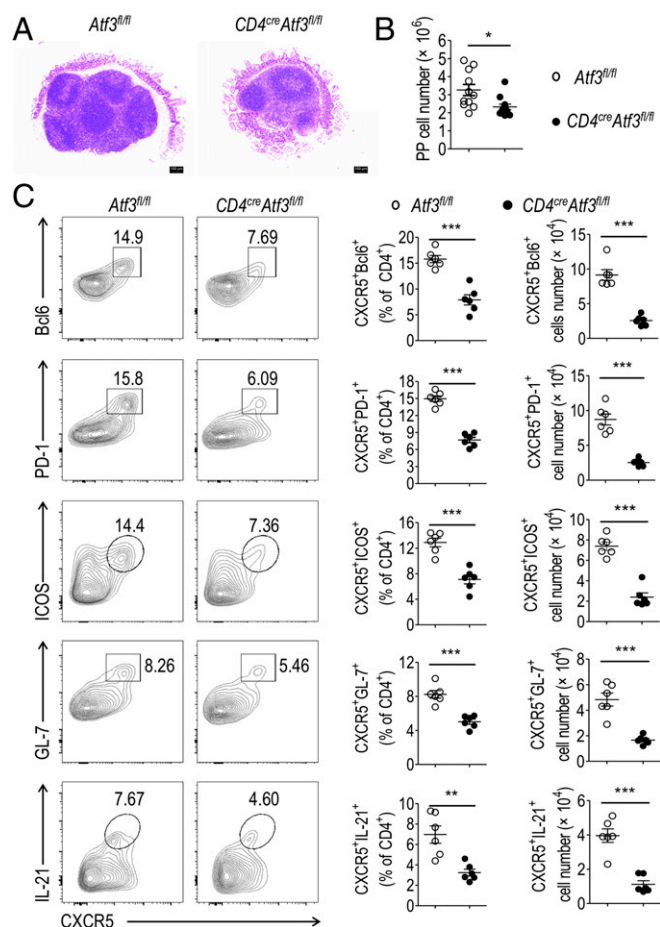 A
Atf3fl/fl
CD4creAtf3fl/fl
B
PP cell number (× 10⁶)
6
5
4
3
2
1
0
*
Atf3fl/fl
CD4creAtf3fl/fl
C
Atf3fl/fl
CD4creAtf3fl/fl
Atf3fl/fl
CD4creAtf3fl/fl
Bcl6
14.9
7.69
CXCR5⁺Bcl6⁺
(% of CD4⁺)
20
15
10
5
0
***
CXCR5⁺Bcl6⁺
cells number (× 10⁴)
15
10
5
0
***
PD-1
15.8
6.09
CXCR5⁺PD-1⁺
(% of CD4⁺)
18
15
12
9
6
3
0
***
CXCR5⁺PD-1⁺
cell number (× 10⁴)
15
10
5
0
***
ICOS
14.4
7.36
CXCR5⁺ICOS⁺
(% of CD4⁺)
16
12
8
4
0
***
CXCR5⁺ICOS⁺
cell number (× 10⁴)
10
8
6
4
2
0
***
GL-7
8.26
5.46
CXCR5⁺GL-7⁺
(% of CD4⁺)
12
8
4
0
***
CXCR5⁺GL-7⁺
cell number (× 10⁴)
8
6
4
2
0
***
IL-21
7.67
4.60
CXCR5⁺IL-21⁺
(% of CD4⁺)
10
8
6
4
2
0
**
CXCR5⁺IL-21⁺
cell number (× 10⁴)
6
4
2
0
***
CXCR5